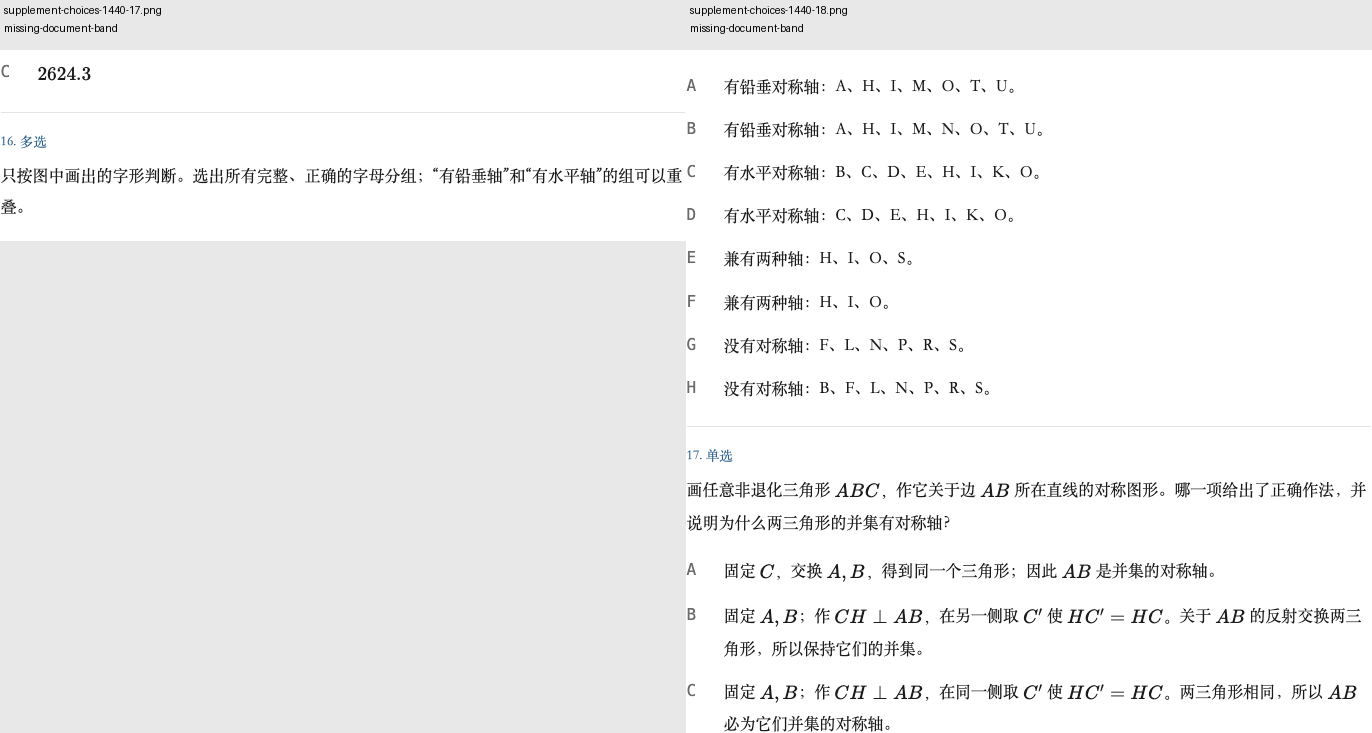 supplement-choices-1440-17.png
missing-document-band
C 2624.3
16. 多选
只按图中画出的字形判断。选出所有完整、正确的字母分组；“有铅垂轴”和“有水平轴”的组可以重
叠。
supplement-choices-1440-18.png
missing-document-band
A 有铅垂对称轴：A、H、I、M、O、T、U。
B 有铅垂对称轴：A、H、I、M、N、O、T、U。
C 有水平对称轴：B、C、D、E、H、I、K、O。
D 有水平对称轴：C、D、E、H、I、K、O。
E 兼有两种轴：H、I、O、S。
F 兼有两种轴：H、I、O。
G 没有对称轴：F、L、N、P、R、S。
H 没有对称轴：B、F、L、N、P、R、S。
17. 单选
画任意非退化三角形 ABC，作它关于边 AB 所在直线的对称图形。哪一项给出了正确作法，并
说明为什么两三角形的并集有对称轴？
A 固定 C，交换 A, B，得到同一个三角形；因此 AB 是并集的对称轴。
B 固定 A, B；作 CH ⊥ AB，在另一侧取 C′ 使 HC′ = HC。关于 AB 的反射交换两三
角形，所以保持它们的并集。
C 固定 A, B；作 CH ⊥ AB，在同一侧取 C′ 使 HC′ = HC。两三角形相同，所以 AB
必为它们并集的对称轴。